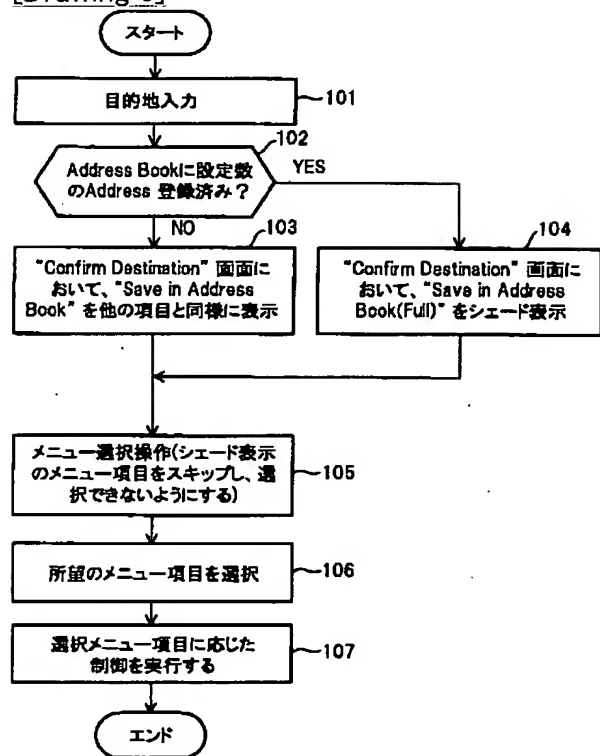 スタート
目的地入力
101
102
Address Bookに設定数
のAddress 登録済み？
YES
NO
103
104
"Confirm Destination" 画面に
おいて、"Save in Address
Book" を他の項目と同様に表示
"Confirm Destination" 画面に
おいて、"Save in Address
Book(Full)" をシェード表示
メニュー選択操作(シェード表示
のメニュー項目をスキップし、選
択できないようにする)
105
所望のメニュー項目を選択
106
選択メニュー項目に応じた
制御を実行する
107
エンド